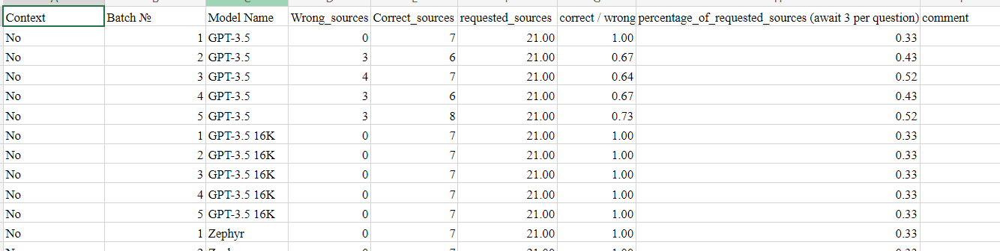 Context Batch № Model Name Wrong_sources Correct_sources requested_sources correct / wrong percentage_of_requested_sources (await 3 per question) comment
No 1 GPT-3.5 0 7 21.00 1.00 0.33
No 2 GPT-3.5 3 6 21.00 0.67 0.43
No 3 GPT-3.5 4 7 21.00 0.64 0.52
No 4 GPT-3.5 3 6 21.00 0.67 0.43
No 5 GPT-3.5 3 8 21.00 0.73 0.52
No 1 GPT-3.5 16K 0 7 21.00 1.00 0.33
No 2 GPT-3.5 16K 0 7 21.00 1.00 0.33
No 3 GPT-3.5 16K 0 7 21.00 1.00 0.33
No 4 GPT-3.5 16K 0 7 21.00 1.00 0.33
No 5 GPT-3.5 16K 0 7 21.00 1.00 0.33
No 1 Zephyr 0 7 21.00 1.00 0.33